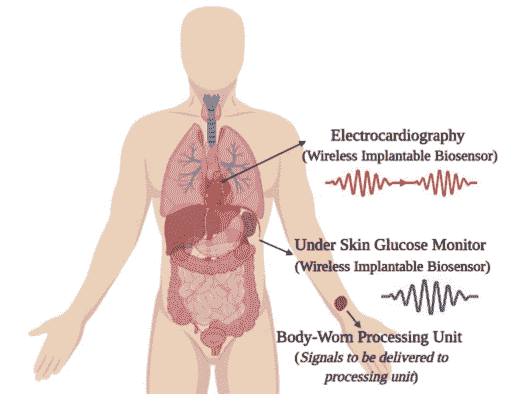 Electrocardiography
(Wireless Implantable Biosensor)
Under Skin Glucose Monitor
(Wireless Implantable Biosensor)
Body-Worn Processing Unit
(Signals to be delivered to
processing unit)